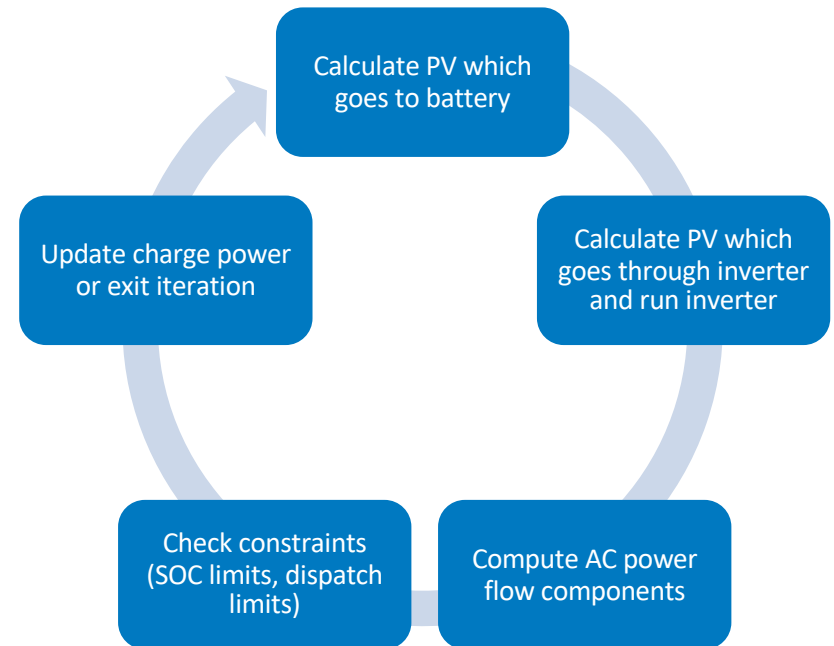 Calculate PV which
goes to battery
Calculate PV which
goes through inverter
and run inverter
Compute AC power
flow components
Check constraints
(SOC limits, dispatch
limits)
Update charge power
or exit iteration